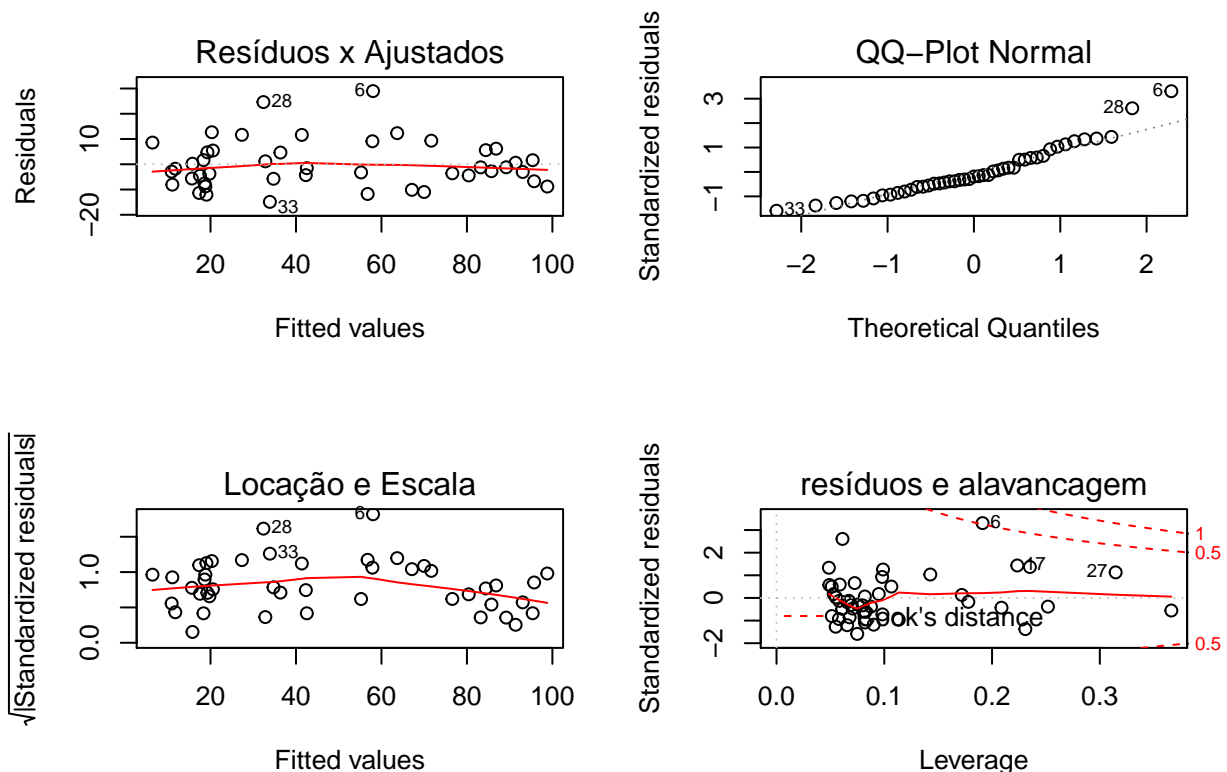 Resíduos x Ajustados
Residuals
10
−20
28
6
33
20 40 60 80 100
Fitted values
QQ−Plot Normal
Standardized residuals
3
1
−1
6
28
33
−2 −1 0 1 2
Theoretical Quantiles
Locação e Escala
√|Standardized residuals|
1.0
0.0
28
6
33
20 40 60 80 100
Fitted values
resíduos e alavancagem
Standardized residuals
2
0
−2
6
17
27
1
0.5
0.5
ook's distance
0.0 0.1 0.2 0.3
Leverage